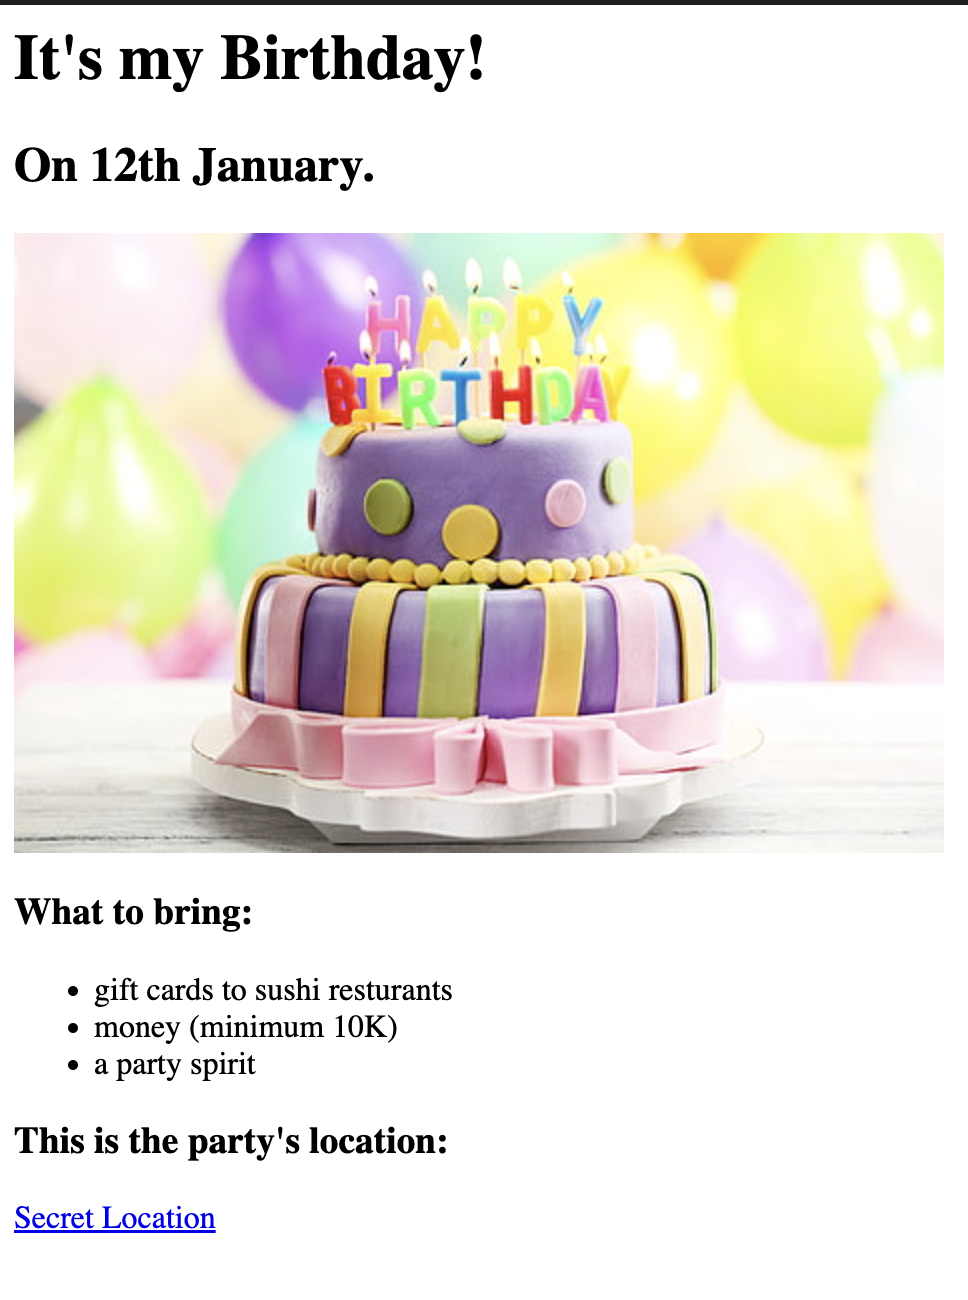 It's my Birthday!
On 12th January.
HAPPY
BIRTHDAY
What to bring:
gift cards to sushi resturants
money (minimum 10K)
a party spirit
This is the party's location:
Secret Location